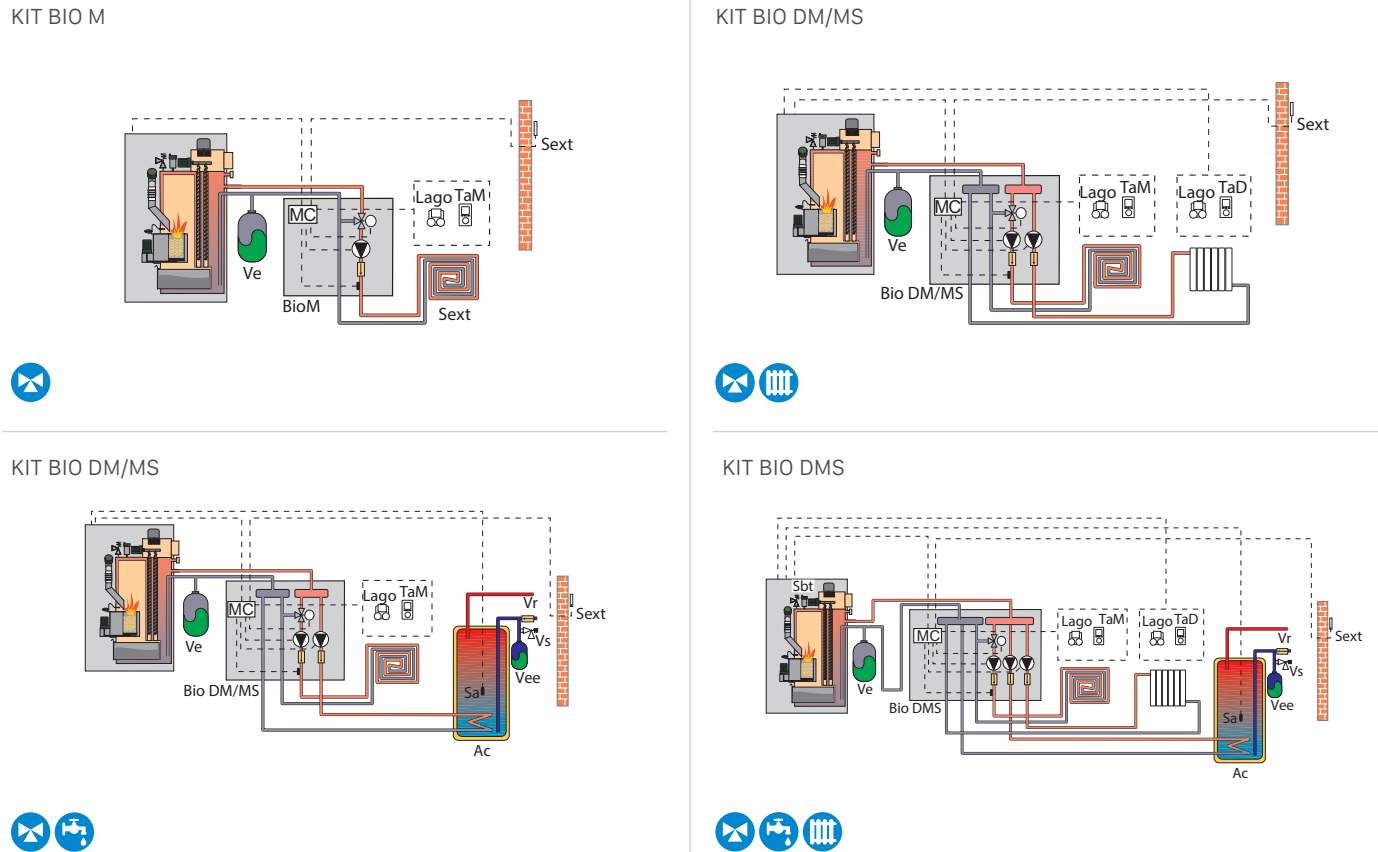 KIT BIO M
Sext
Lago TaM
MC
Ve
BioM
Sext
KIT BIO DM/MS
Sext
Lago TaM
Lago TaD
MC
Ve
Bio DM/MS
KIT BIO DM/MS
Lago TaM
MC
Vr
Sext
Vs
Ve
Vee
Bio DM/MS
Sa
Ac
KIT BIO DMS
Sbt
Lago TaM
Lago TaD
MC
Vr
Sext
Vs
Ve
Vee
Bio DMS
Sa
Ac